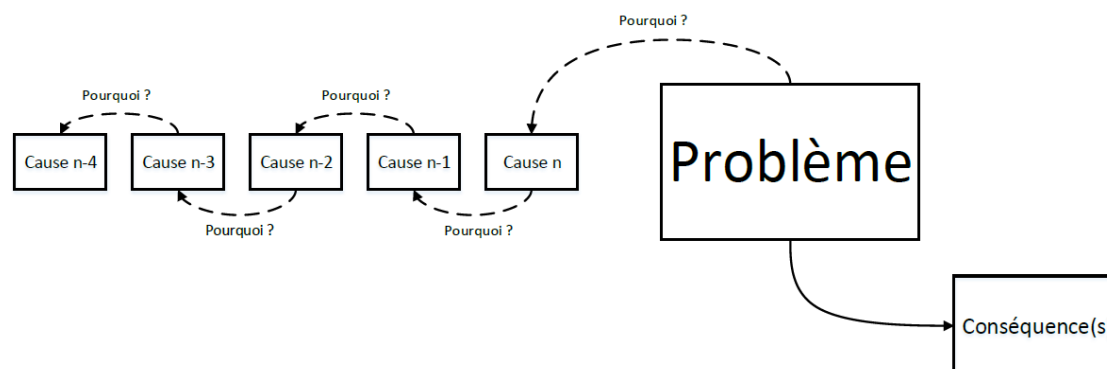 Pourquoi ?
Pourquoi ?
Pourquoi ?
Cause n-4
Cause n-3
Cause n-2
Cause n-1
Cause n
Problème
Pourquoi ?
Pourquoi ?
Conséquence(s